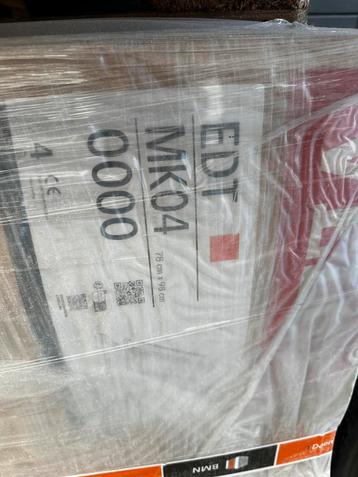 EDT
MK04
78 cm x 98 cm
0000
4 CE
BMN